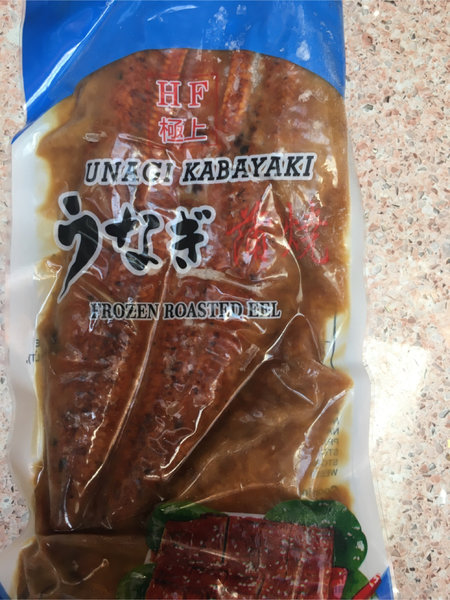 HF
極上
UNAGI KABAYAKI
うなぎ 蒲焼
FROZEN ROASTED EEL